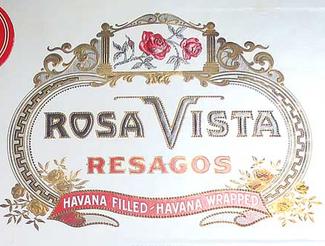 ROSA VISTA
RESAGOS
HAVANA FILLED-HAVANA WRAPPED